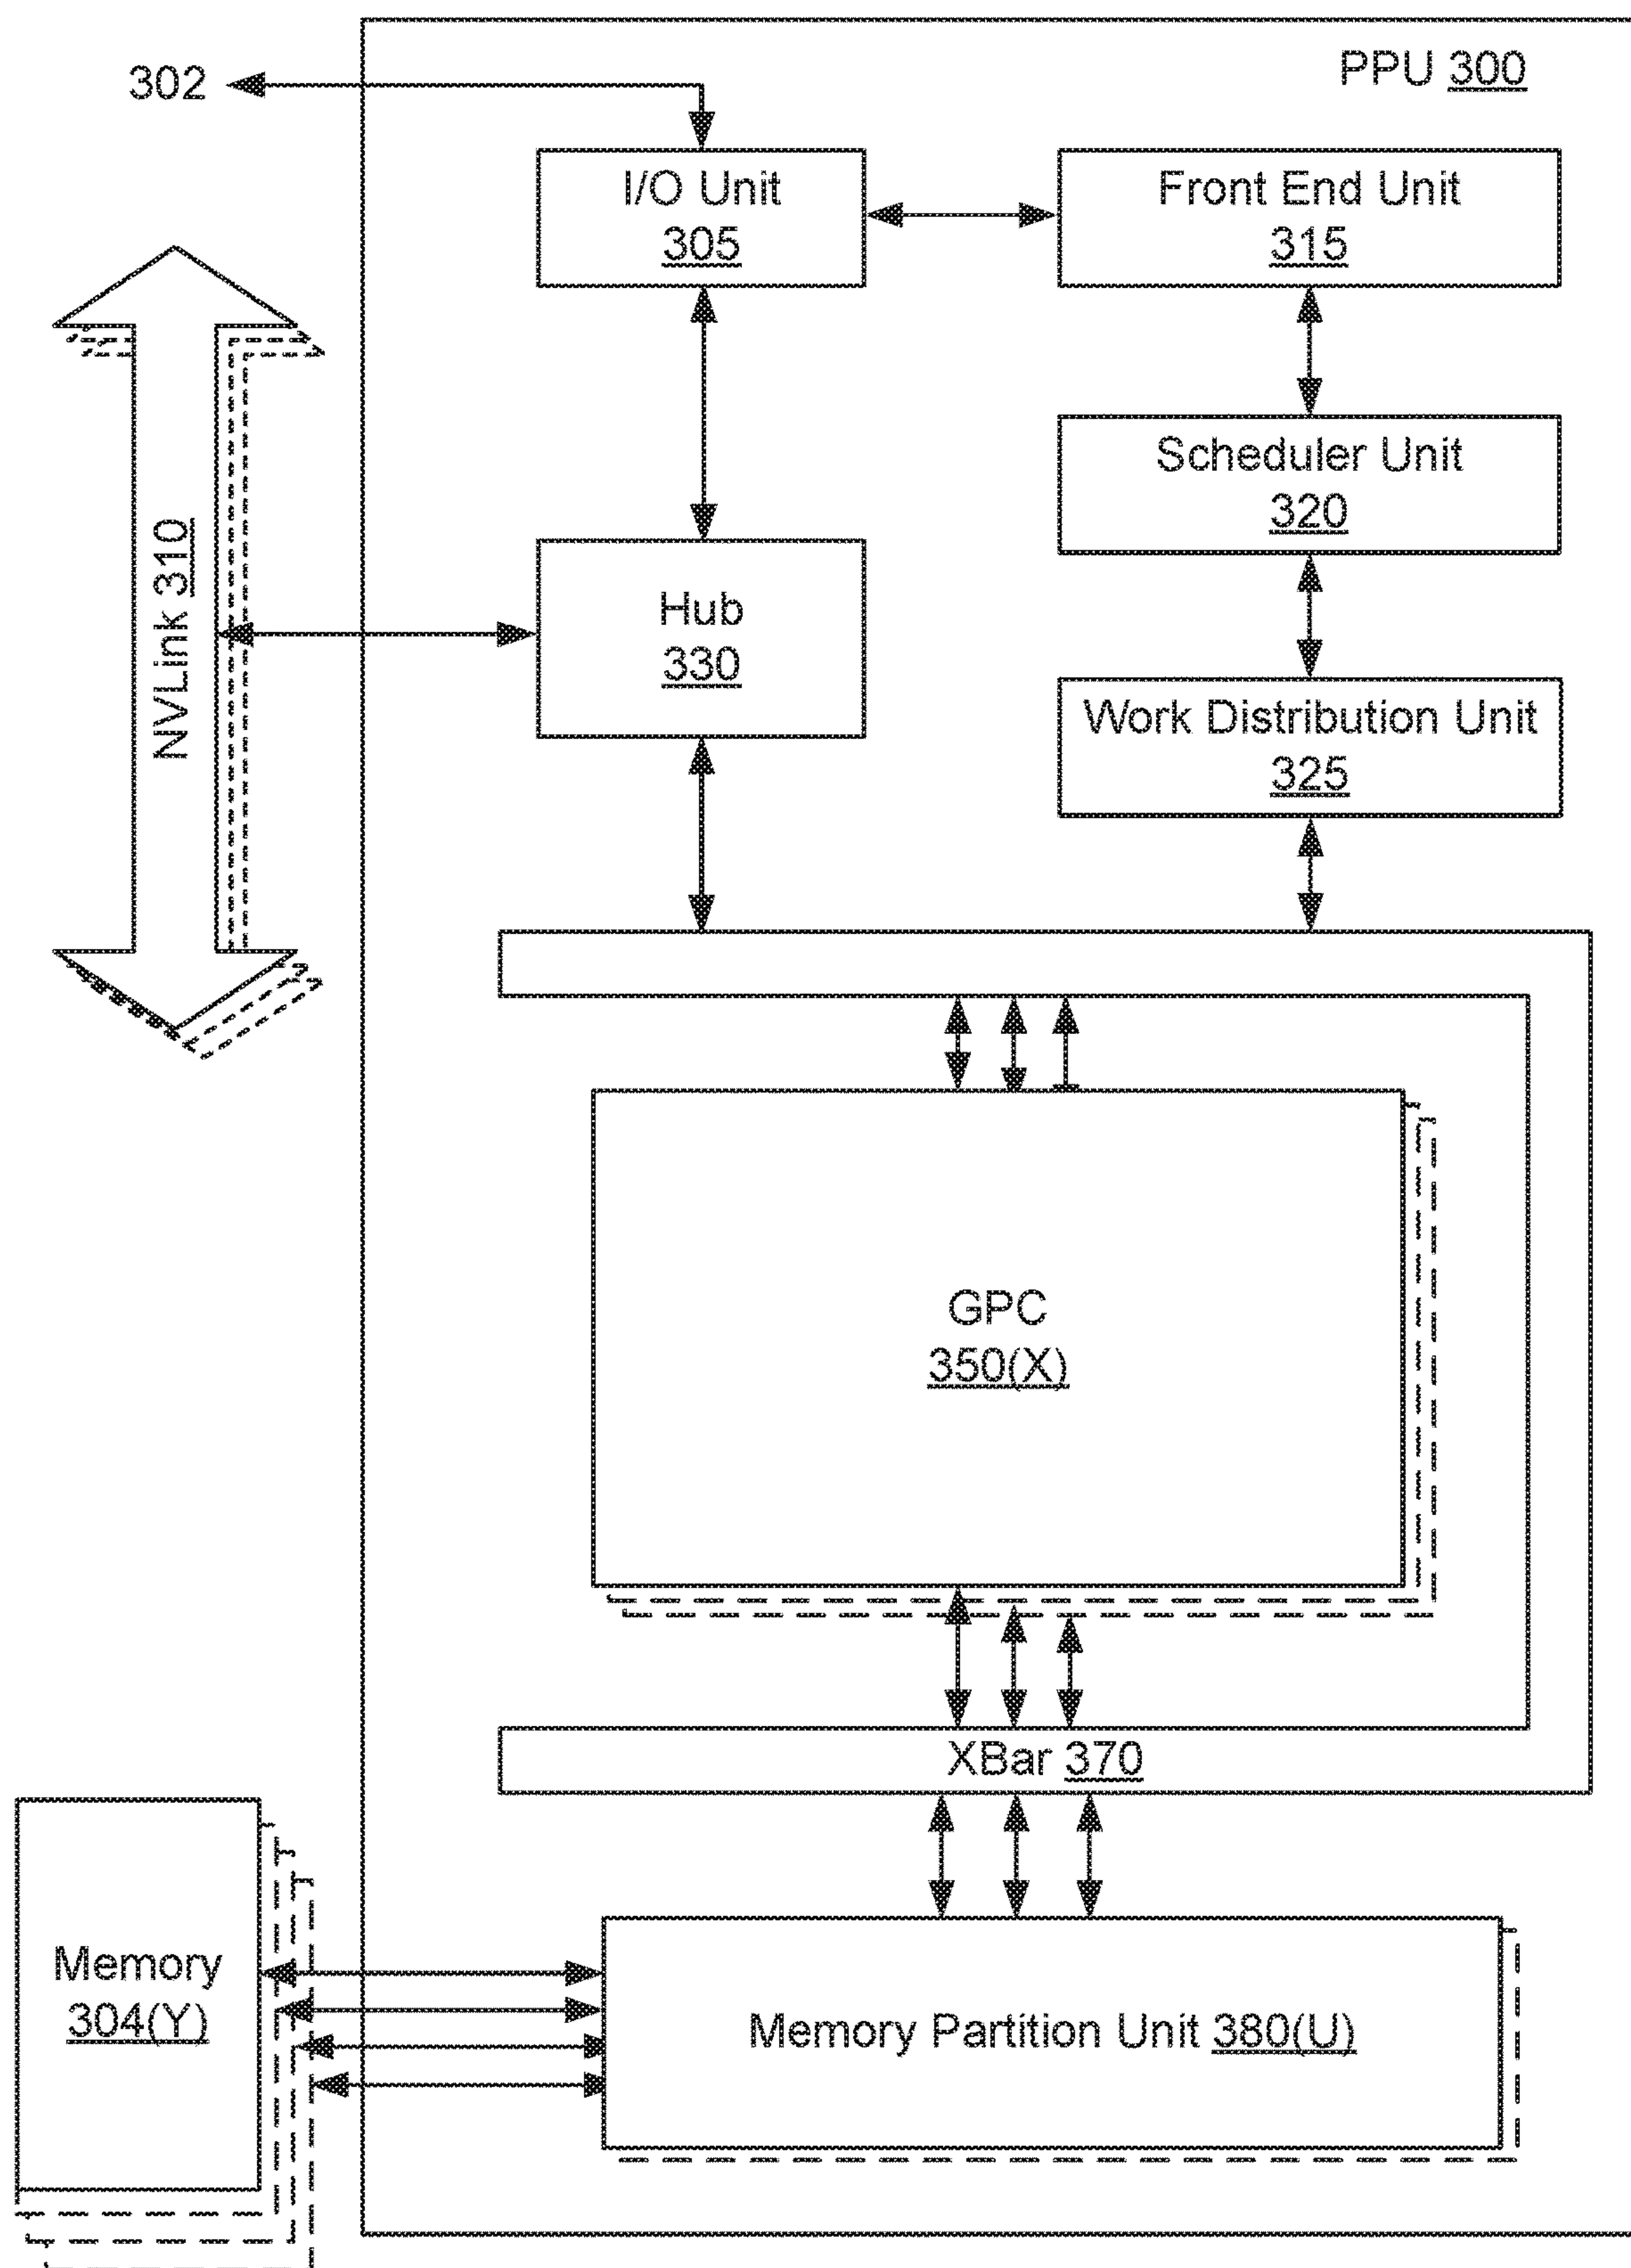 PPU 300
302
I/O Unit
305
Front End Unit
315
Scheduler Unit
320
NVLink 310
Hub
330
Work Distribution Unit
325
GPC
350(X)
XBar 370
Memory
304(Y)
Memory Partition Unit 380(U)